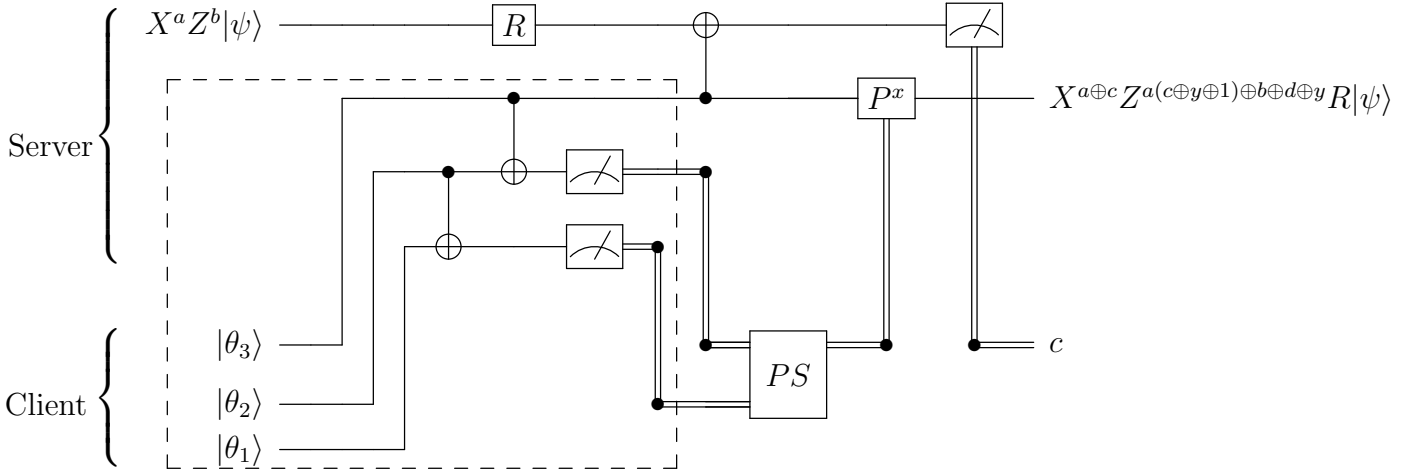 X^a Z^b|ψ⟩
R
P^x
X^{a⊕c} Z^{a(c⊕y⊕1)⊕b⊕d⊕y} R|ψ⟩
Server
|θ_3⟩
c
PS
Client
|θ_2⟩
|θ_1⟩